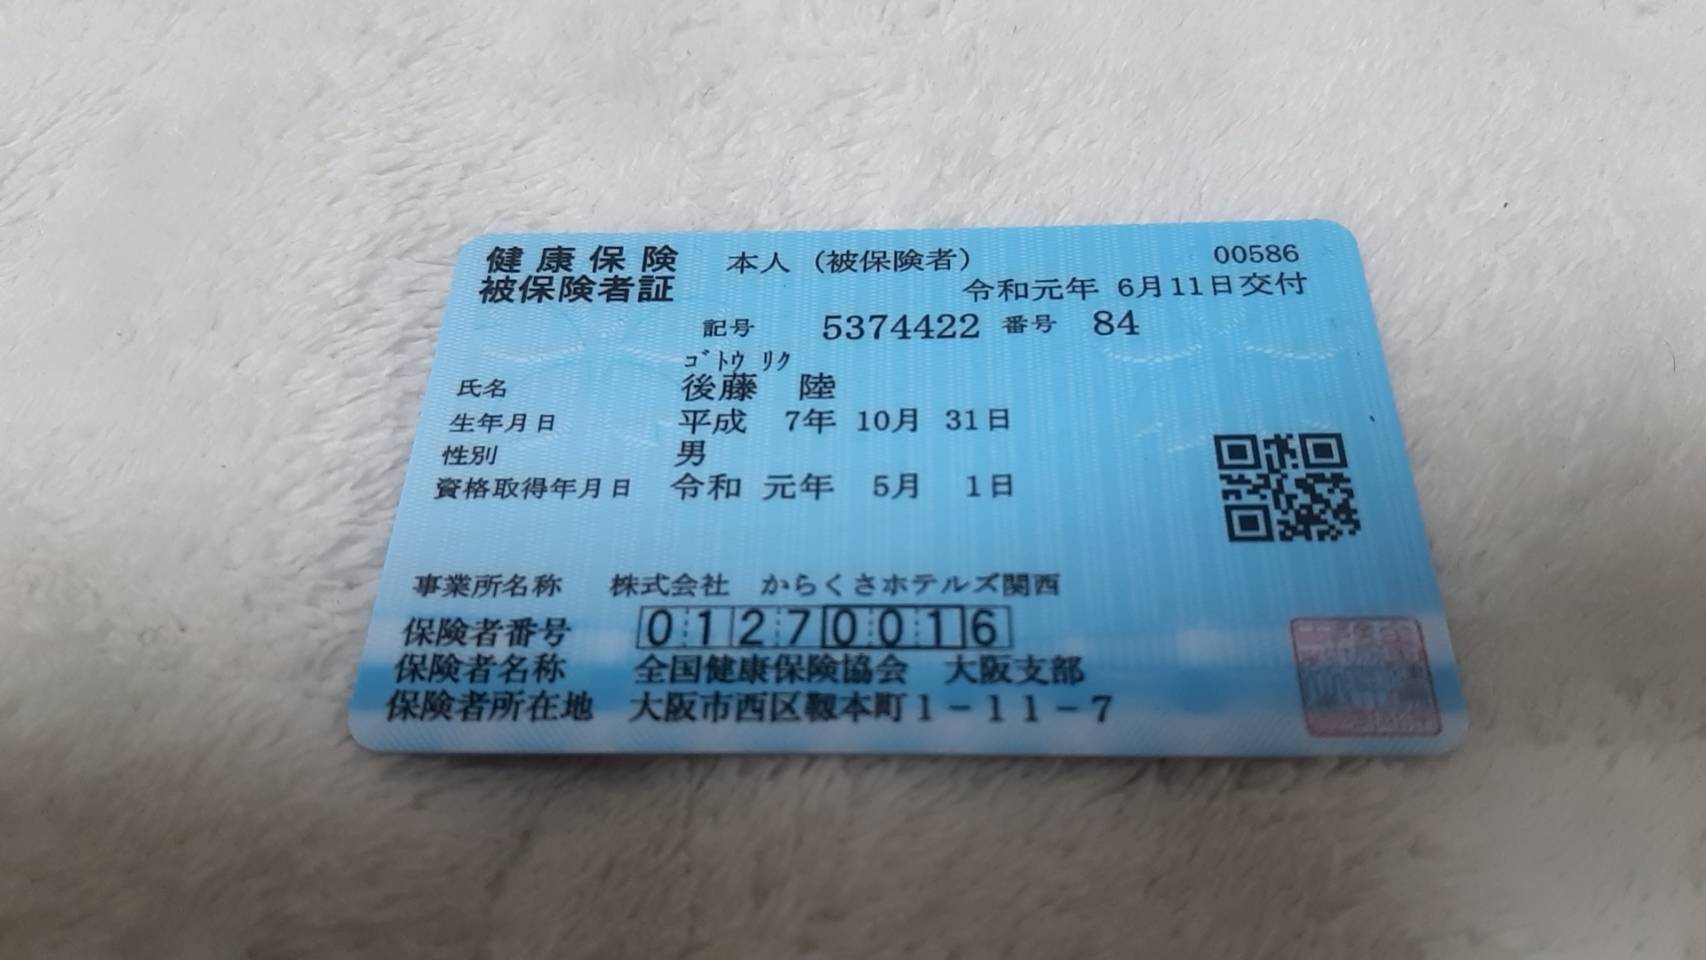 健康保険 本人（被保険者） 00586
被保険者証 令和元年 6月11日交付
記号 5374422 番号 84
ｺﾞﾄｳ ﾘｸ
氏名 後藤 陸
生年月日 平成 7年 10月 31日
性別 男
資格取得年月日 令和 元年 5月 1日
事業所名称 株式会社 からくさホテルズ関西
保険者番号 01270016
保険者名称 全国健康保険協会 大阪支部
保険者所在地 大阪市西区靱本町1-11-7